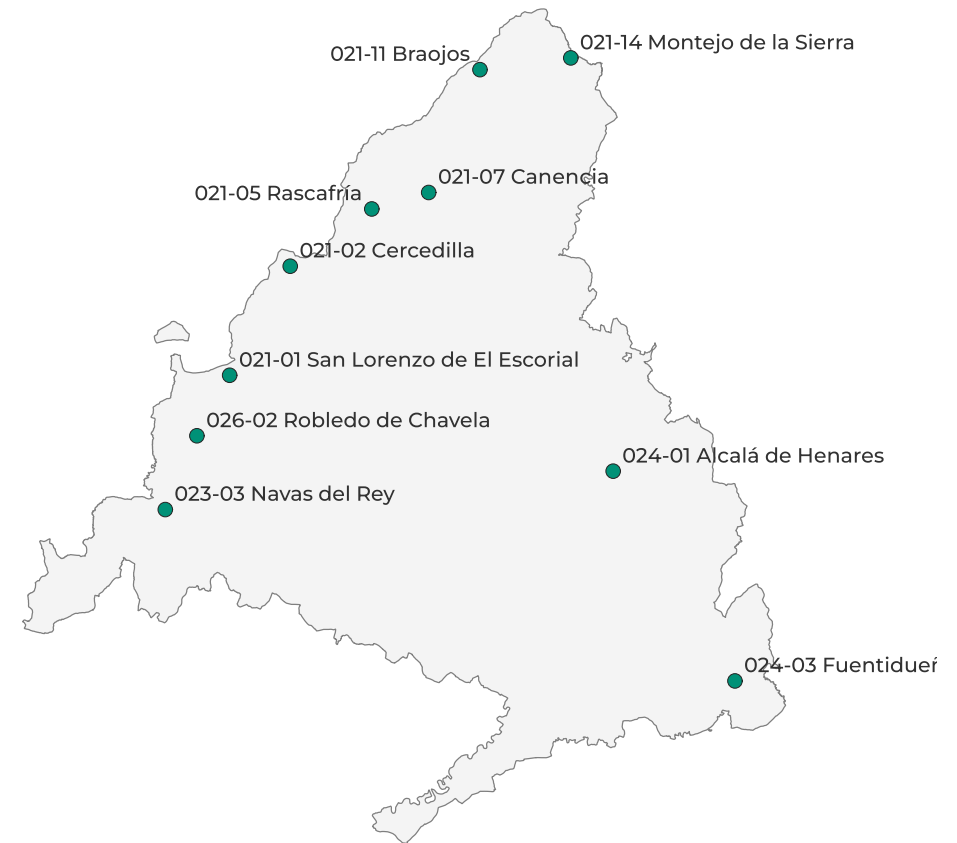 021-14 Montejo de la Sierra
021-11 Braojos
021-07 Canencia
021-05 Rascafría
021-02 Cercedilla
021-01 San Lorenzo de El Escorial
026-02 Robledo de Chavela
024-01 Alcalá de Henares
023-03 Navas del Rey
024-03 Fuentidueñ